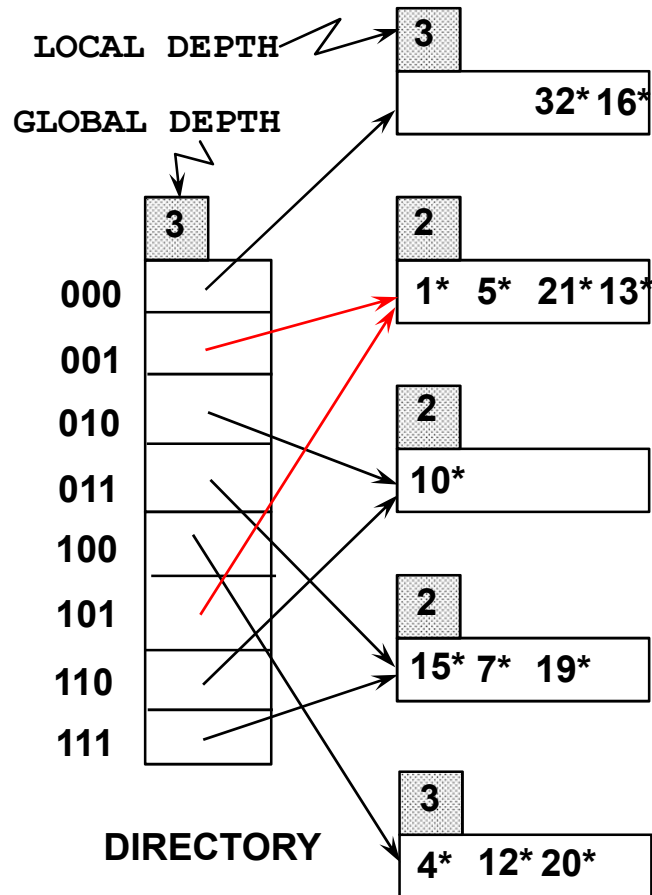 LOCAL DEPTH
3
32* 16*
GLOBAL DEPTH
3
000
001
010
011
100
101
110
111
DIRECTORY
2
1* 5* 21* 13*
2
10*
2
15* 7* 19*
3
4* 12* 20*